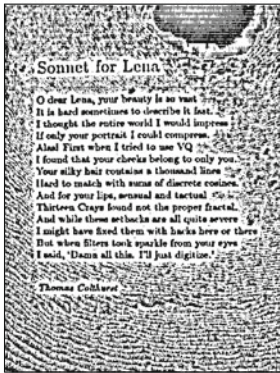 Sonnet for Lena
O dear Lena, your beauty is so vast
It is hard sometimes to describe it fast.
I thought the entire world I would impress
If only your portrait I could compress.
Alas! First when I tried to use VQ
I found that your cheeks belong to only you.
Your silky hair contains a thousand lines
Hard to match with sums of discrete cosines.
And for your lips, sensual and tactual
Thirteen Crays found not the proper fractal.
And while these setbacks are all quite severe
I might have fixed them with hacks here or there
But when filters took sparkle from your eyes
I said, 'Damn all this. I'll just digitize.'
Thomas Colthurst